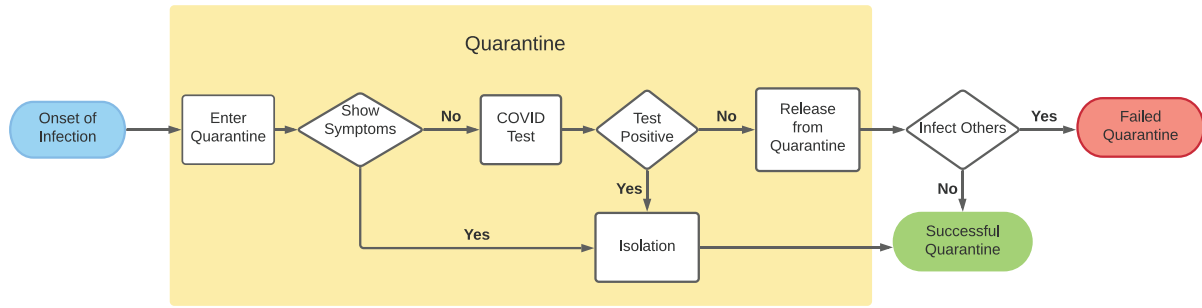 Quarantine
Onset of
Infection
Enter
Quarantine
Show
Symptoms
No
COVID
Test
Test
Positive
No
Release
from
Quarantine
Infect Others
Yes
Failed
Quarantine
Yes
No
Yes
Isolation
Successful
Quarantine